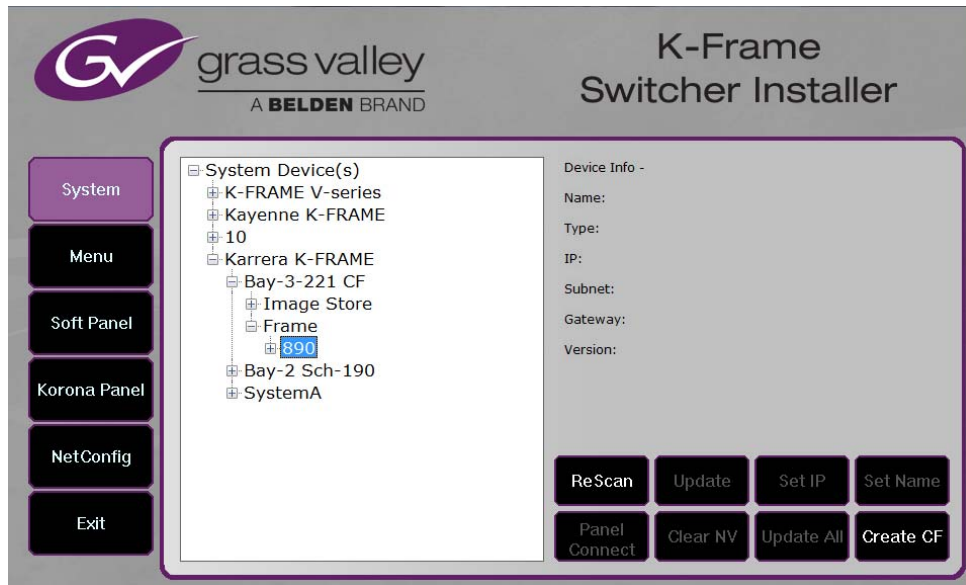 GV
grass valley
A BELDEN BRAND
K-Frame
Switcher Installer
System
Menu
Soft Panel
Korona Panel
NetConfig
Exit
System Device(s)
K-FRAME V-series
Kayenne K-FRAME
10
Karrera K-FRAME
Bay-3-221 CF
Image Store
Frame
890
Bay-2 Sch-190
SystemA
Device Info -
Name:
Type:
IP:
Subnet:
Gateway:
Version:
ReScan
Update
Set IP
Set Name
Panel
Connect
Clear NV
Update All
Create CF